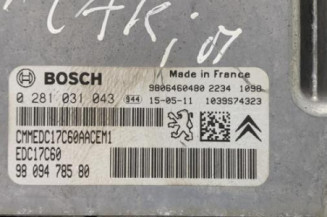 BOSCH
Made in France
9806460480 2234 1098
0 281 031 043 944 15-05-11 1039S74323
CMMEDC17C60AACEM1
EDC17C60
98 094 785 80